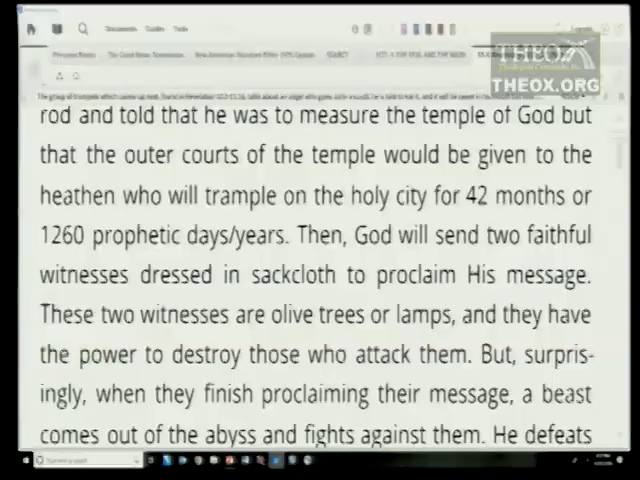 Documents Guides Tools
THEOX
THEOX.ORG
rod and told that he was to measure the temple of God but
that the outer courts of the temple would be given to the
heathen who will trample on the holy city for 42 months or
1260 prophetic days/years. Then, God will send two faithful
witnesses dressed in sackcloth to proclaim His message.
These two witnesses are olive trees or lamps, and they have
the power to destroy those who attack them. But, surpris-
ingly, when they finish proclaiming their message, a beast
comes out of the abyss and fights against them. He defeats